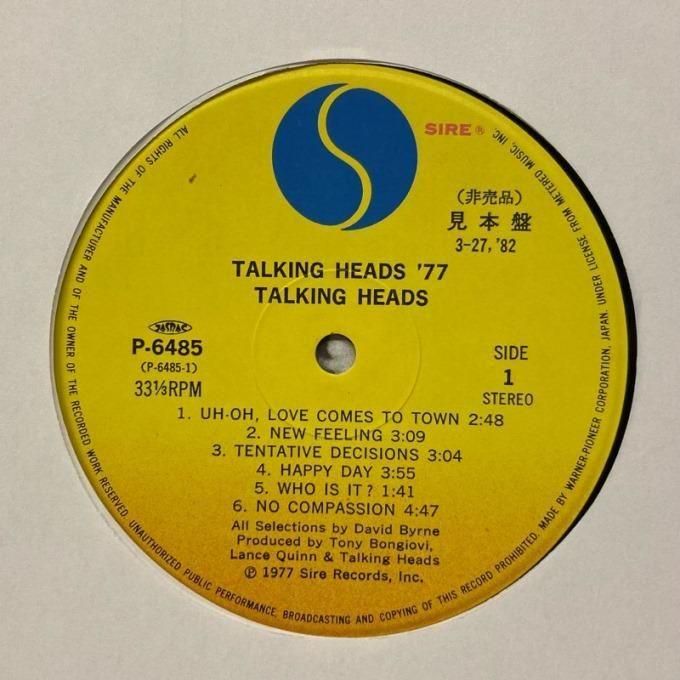 SIRE®
(非売品)
見本盤
3-27,'82
TALKING HEADS '77
TALKING HEADS
JASRAC
P-6485
(P-6485-1)
33⅓RPM
SIDE
1
STEREO
1. UH-OH, LOVE COMES TO TOWN 2:48
2. NEW FEELING 3:09
3. TENTATIVE DECISIONS 3:04
4. HAPPY DAY 3:55
5. WHO IS IT? 1:41
6. NO COMPASSION 4:47
All Selections by David Byrne
Produced by Tony Bongiovi,
Lance Quinn & Talking Heads
℗ 1977 Sire Records, Inc.
ALL RIGHTS OF THE MANUFACTURER AND OF THE OWNER OF THE RECORDED WORK RESERVED. UNAUTHORIZED PUBLIC PERFORMANCE, BROADCASTING AND COPYING OF THIS RECORD PROHIBITED. MADE BY WARNER-PIONEER CORPORATION, JAPAN. UNDER LICENSE FROM METERED MUSIC, INC.